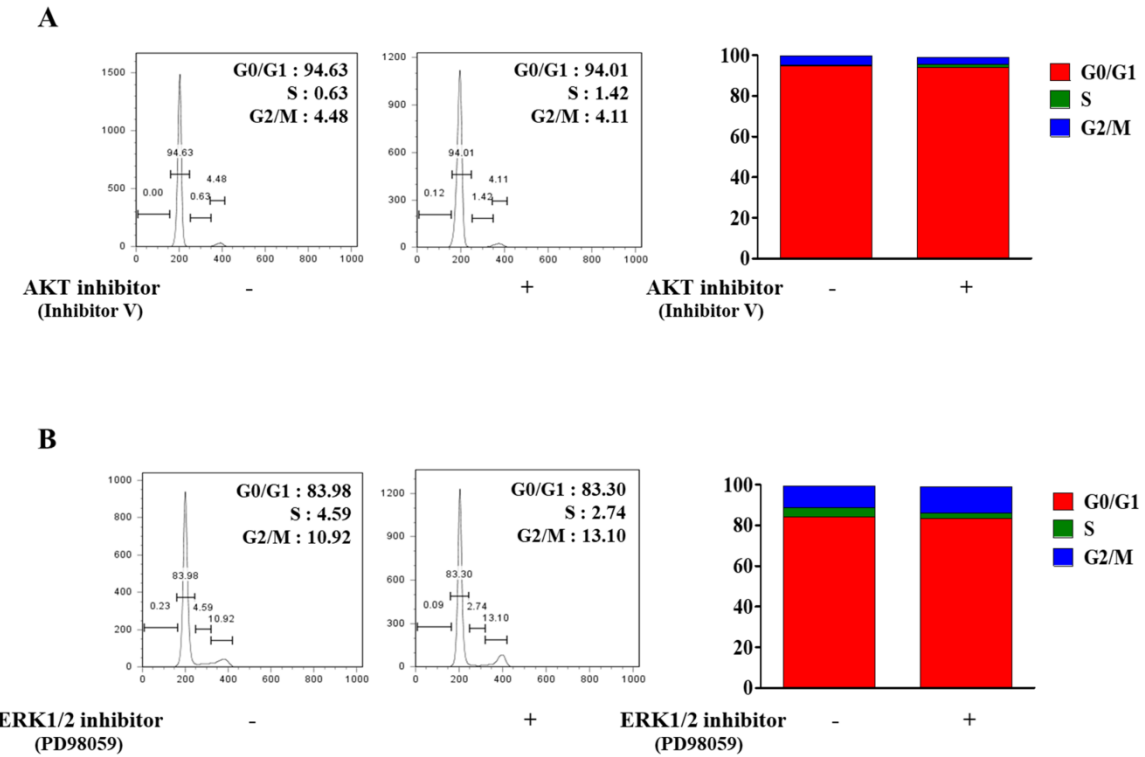 A
G0/G1 : 94.63
S : 0.63
G2/M : 4.48
1500
1000
500
0
94.63
4.48
0.00
0.63
0 200 400 600 800 1000
G0/G1 : 94.01
S : 1.42
G2/M : 4.11
1200
900
600
300
0
94.01
4.11
0.12
1.42
0 200 400 600 800 1000
100
80
60
40
20
0
G0/G1
S
G2/M
AKT inhibitor - +
(Inhibitor V)
AKT inhibitor - +
(Inhibitor V)
B
G0/G1 : 83.98
S : 4.59
G2/M : 10.92
1000
800
600
400
200
0
83.98
0.23
4.59
10.92
0 200 400 600 800 1000
G0/G1 : 83.30
S : 2.74
G2/M : 13.10
1200
900
600
300
0
83.30
0.09
2.74
13.10
0 200 400 600 800 1000
100
80
60
40
20
0
G0/G1
S
G2/M
ERK1/2 inhibitor - +
(PD98059)
ERK1/2 inhibitor - +
(PD98059)